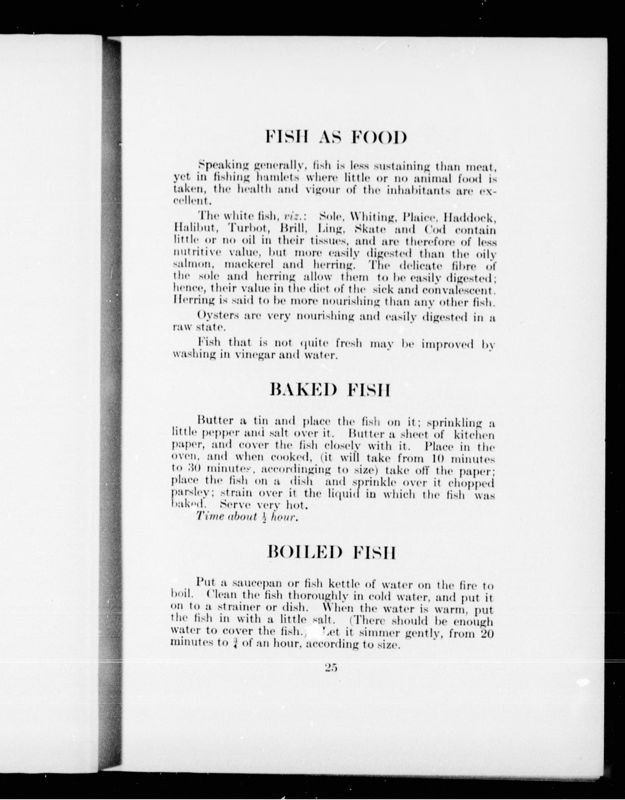 FISH AS FOOD
Speaking generally, fish is less sustaining than meat,
yet in fishing hamlets where little or no animal food is
taken, the health and vigour of the inhabitants are ex-
cellent.
The white fish, viz.: Sole, Whiting, Plaice, Haddock,
Halibut, Turbot, Brill, Ling, Skate and Cod contain
little or no oil in their tissues, and are therefore of less
nutritive value, but more easily digested than the oily
salmon, mackerel and herring. The delicate fibre of
the sole and herring allow them to be easily digested;
hence, their value in the diet of the sick and convalescent.
Herring is said to be more nourishing than any other fish.
Oysters are very nourishing and easily digested in a
raw state.
Fish that is not quite fresh may be improved by
washing in vinegar and water.
BAKED FISH
Butter a tin and place the fish on it; sprinkling a
little pepper and salt over it. Butter a sheet of kitchen
paper, and cover the fish closely with it. Place in the
oven, and when cooked, (it will take from 10 minutes
to 30 minutes, accordinging to size) take off the paper;
place the fish on a dish and sprinkle over it chopped
parsley; strain over it the liquid in which the fish was
baked. Serve very hot.
Time about ½ hour.
BOILED FISH
Put a saucepan or fish kettle of water on the fire to
boil. Clean the fish thoroughly in cold water, and put it
on to a strainer or dish. When the water is warm, put
the fish in with a little salt. (There should be enough
water to cover the fish.) Let it simmer gently, from 20
minutes to ¾ of an hour, according to size.
25